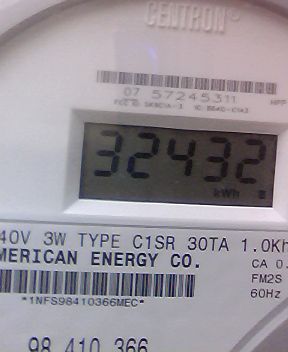 CENTRON®
07 57245311
32432
kWh
40V 3W TYPE C1SR 30TA 1.0Kh
MERICAN ENERGY CO.
CA 0.
FM2S
60Hz
*1NFS98410366MEC*
98 410 366